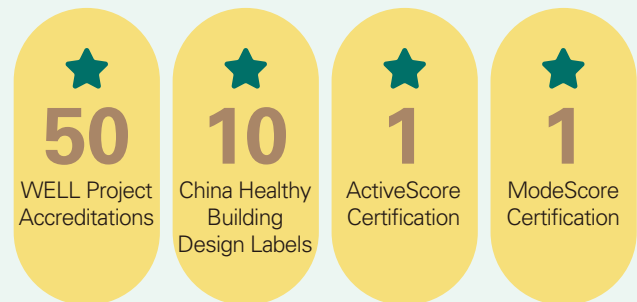 50
WELL Project
Accreditations
10
China Healthy
Building
Design Labels
1
ActiveScore
Certification
1
ModeScore
Certification